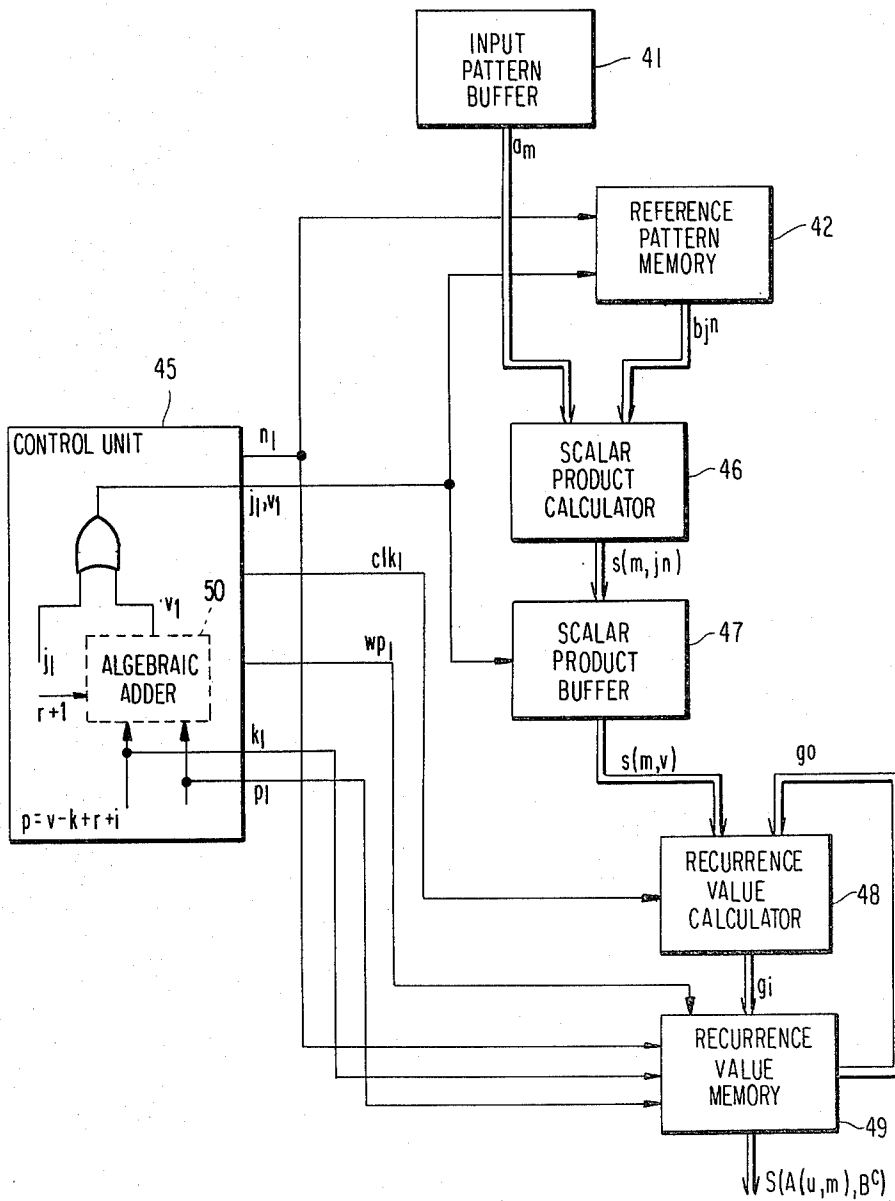 INPUT
PATTERN
BUFFER
41
am
REFERENCE
PATTERN
MEMORY
42
bjn
45
CONTROL UNIT
n1
j1,v1
SCALAR
PRODUCT
CALCULATOR
46
clk1
s(m,jn)
v1
50
wp1
SCALAR
PRODUCT
BUFFER
47
j1
ALGEBRAIC
ADDER
r+1
k1
s(m,v)
go
p1
p=v-k+r+i
RECURRENCE
VALUE
CALCULATOR
48
gi
RECURRENCE
VALUE
MEMORY
49
S(A(u,m),Bc)